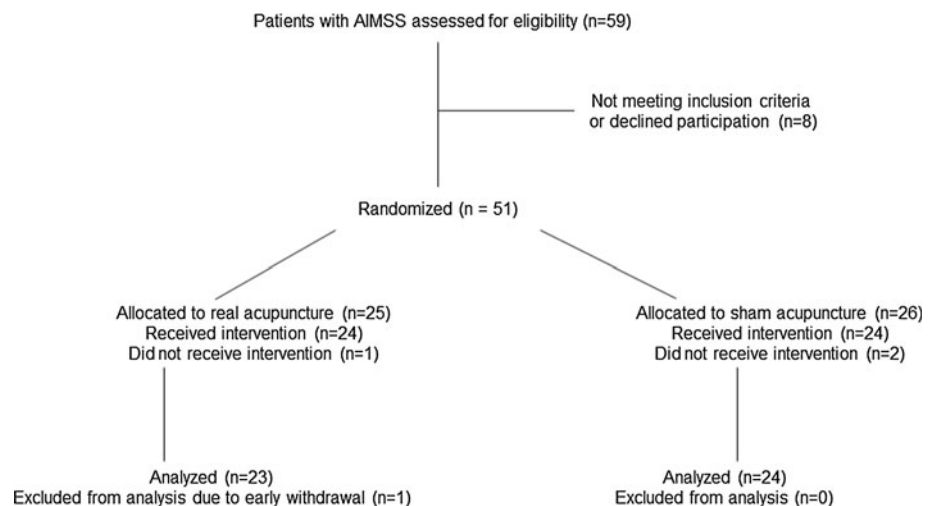 Patients with AIMSS assessed for eligibility (n=59)
Not meeting inclusion criteria
or declined participation (n=8)
Randomized (n = 51)
Allocated to real acupuncture (n=25)
Received intervention (n=24)
Did not receive intervention (n=1)
Allocated to sham acupuncture (n=26)
Received intervention (n=24)
Did not receive intervention (n=2)
Analyzed (n=23)
Excluded from analysis due to early withdrawal (n=1)
Analyzed (n=24)
Excluded from analysis (n=0)